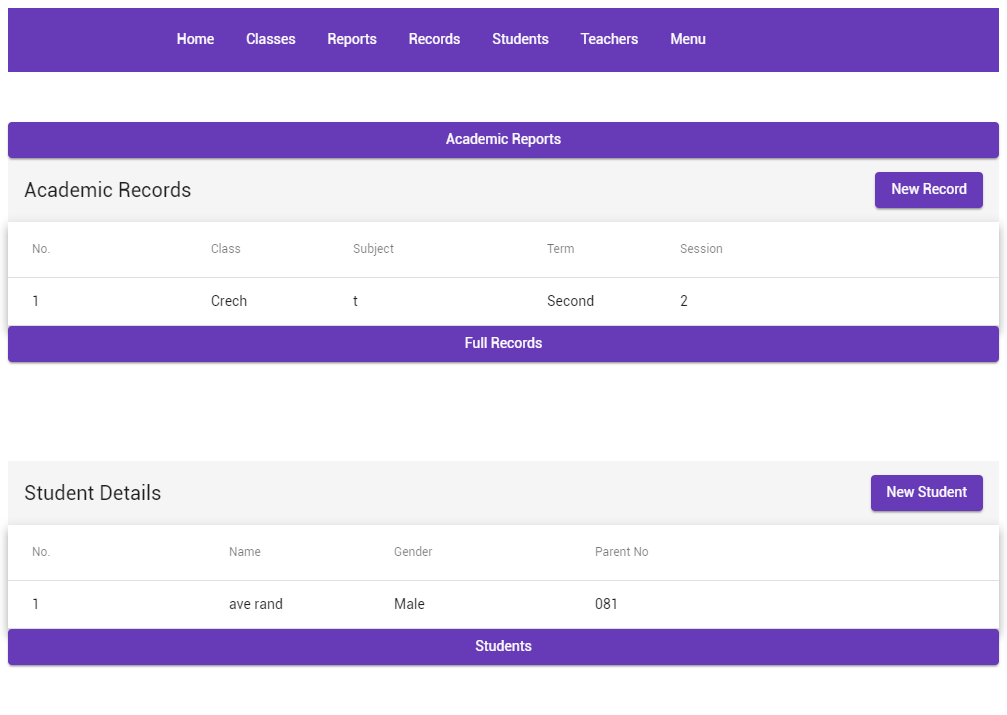 Home Classes Reports Records Students Teachers Menu
Academic Reports
Academic Records New Record
No. Class Subject Term Session
1 Crech t Second 2
Full Records
Student Details New Student
No. Name Gender Parent No
1 ave rand Male 081
Students